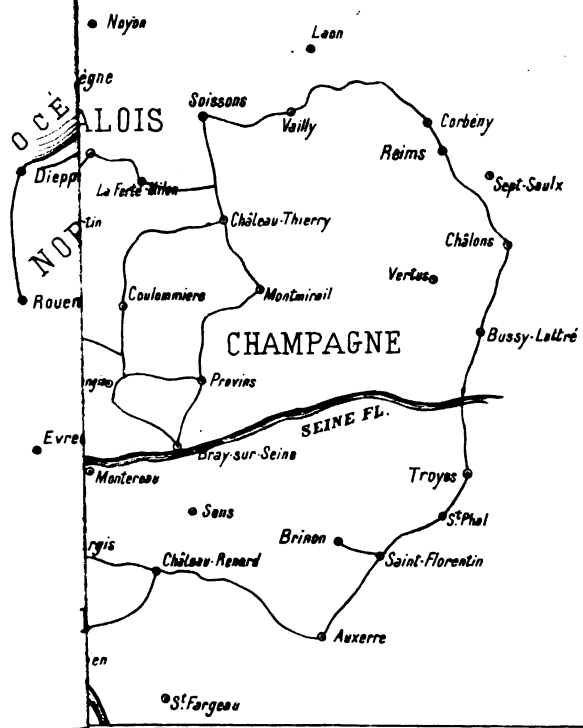 Noyon
Laon
ègne
Soissons
OCÉ
ALOIS
Vailly
Corbény
Reims
Diepp
La Ferté-Milon
Sept-Saulx
tin
Château-Thierry
NOR
Châlons
Vertus
Rouen
Coulommiers
Montmirail
CHAMPAGNE
Bussy-Lettré
ngis
Provins
SEINE FL.
Evre
Bray-sur-Seine
Montereau
Troyes
Sens
St Phal
rgis
Brinon
Château-Renard
Saint-Florentin
Auxerre
en
St Fargeau